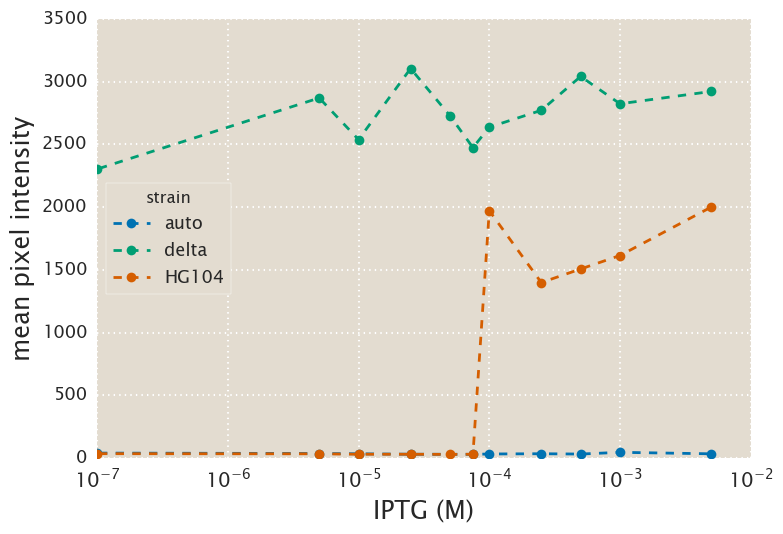 3500
3000
2500
2000
1500
1000
500
0
mean pixel intensity
strain
auto
delta
HG104
10⁻⁷ 10⁻⁶ 10⁻⁵ 10⁻⁴ 10⁻³ 10⁻²
IPTG (M)